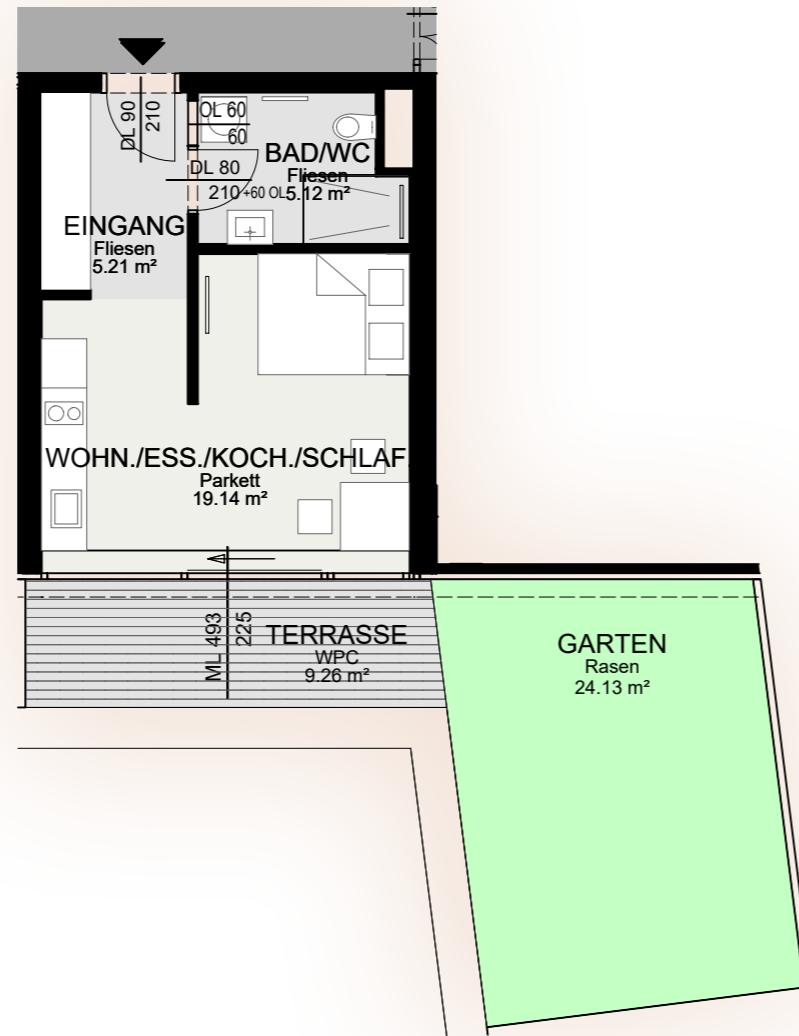 DL 90
210
OL 60
60
BAD/WC
Fliesen
5.12 m²
DL 80
210 +60 OL
EINGANG
Fliesen
5.21 m²
WOHN./ESS./KOCH./SCHLAF.
Parkett
19.14 m²
ML 493
225
TERRASSE
WPC
9.26 m²
GARTEN
Rasen
24.13 m²